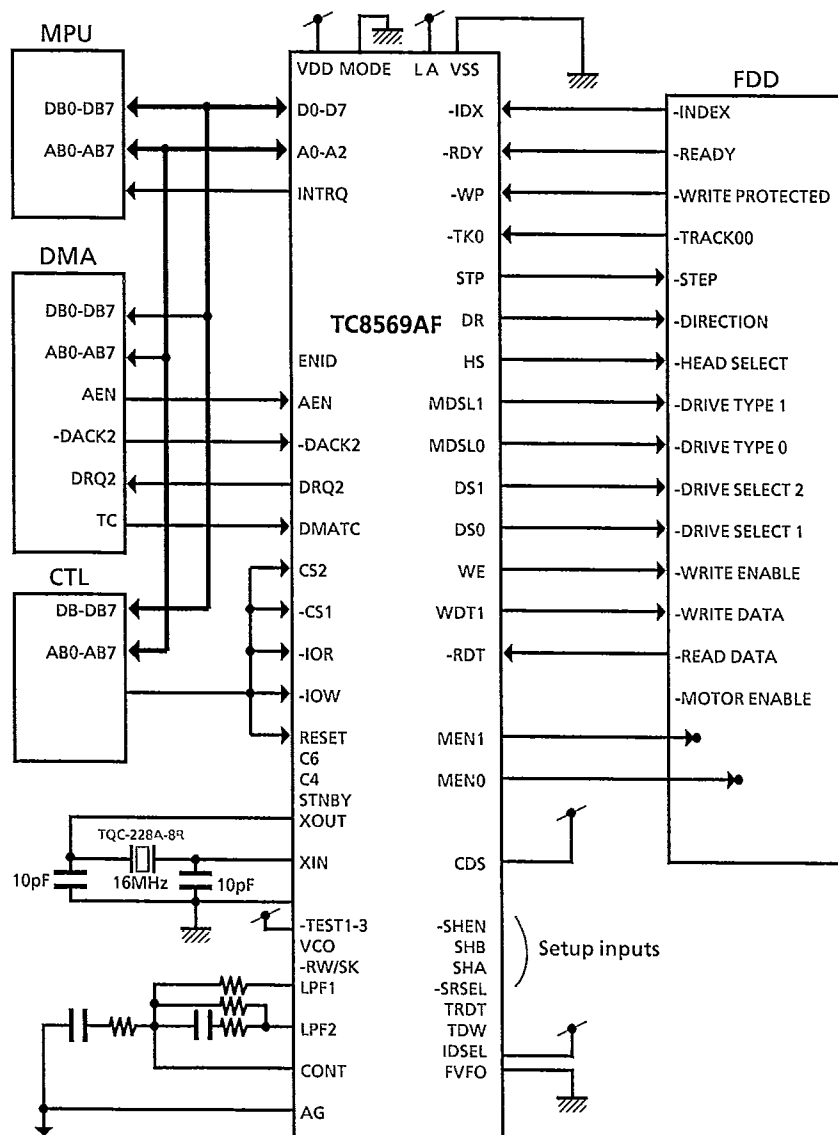 MPU
DB0-DB7
AB0-AB7
DMA
DB0-DB7
AB0-AB7
AEN
-DACK2
DRQ2
TC
CTL
DB-DB7
AB0-AB7
TQC-228A-8R
10pF
16MHz
10pF
VDD MODE LA VSS
TC8569AF
D0-D7
A0-A2
INTRQ
ENID
AEN
-DACK2
DRQ2
DMATC
CS2
-CS1
-IOR
-IOW
RESET
C6
C4
STNBY
XOUT
XIN
-TEST1-3
VCO
-RW/SK
LPF1
LPF2
CONT
AG
-IDX
-RDY
-WP
-TK0
STP
DR
HS
MDSL1
MDSL0
DS1
DS0
WE
WDT1
-RDT
MEN1
MEN0
CDS
-SHEN
SHB
SHA
-SRSEL
TRDT
TDW
IDSEL
FVFO
Setup inputs
FDD
-INDEX
-READY
-WRITE PROTECTED
-TRACK00
-STEP
-DIRECTION
-HEAD SELECT
-DRIVE TYPE 1
-DRIVE TYPE 0
-DRIVE SELECT 2
-DRIVE SELECT 1
-WRITE ENABLE
-WRITE DATA
-READ DATA
-MOTOR ENABLE